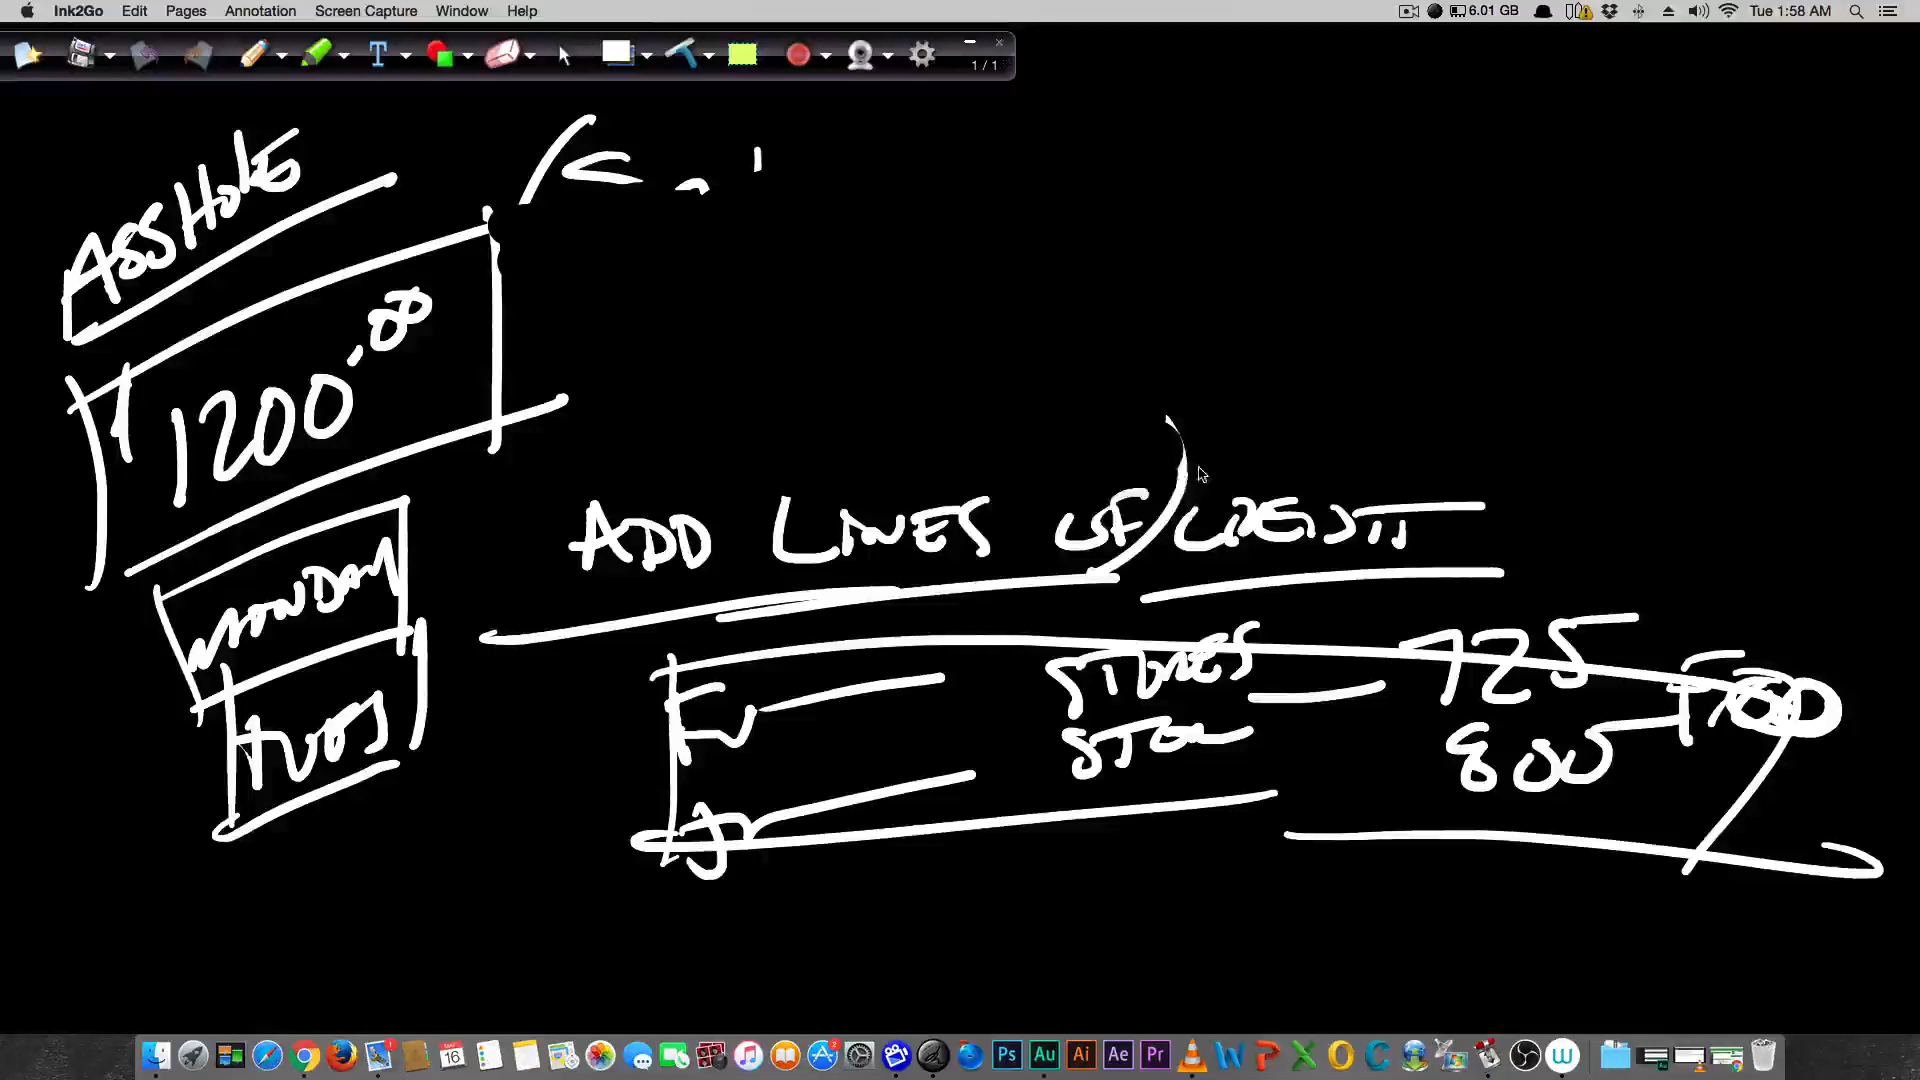 Ink2Go Edit Pages Annotation Screen Capture Window Help 6.01 GB Tue 1:58 AM
1 / 1
ASSHOLE
1200.00
MONDAY
TUES
ADD LINES OF CREDIT
STORES 725
800